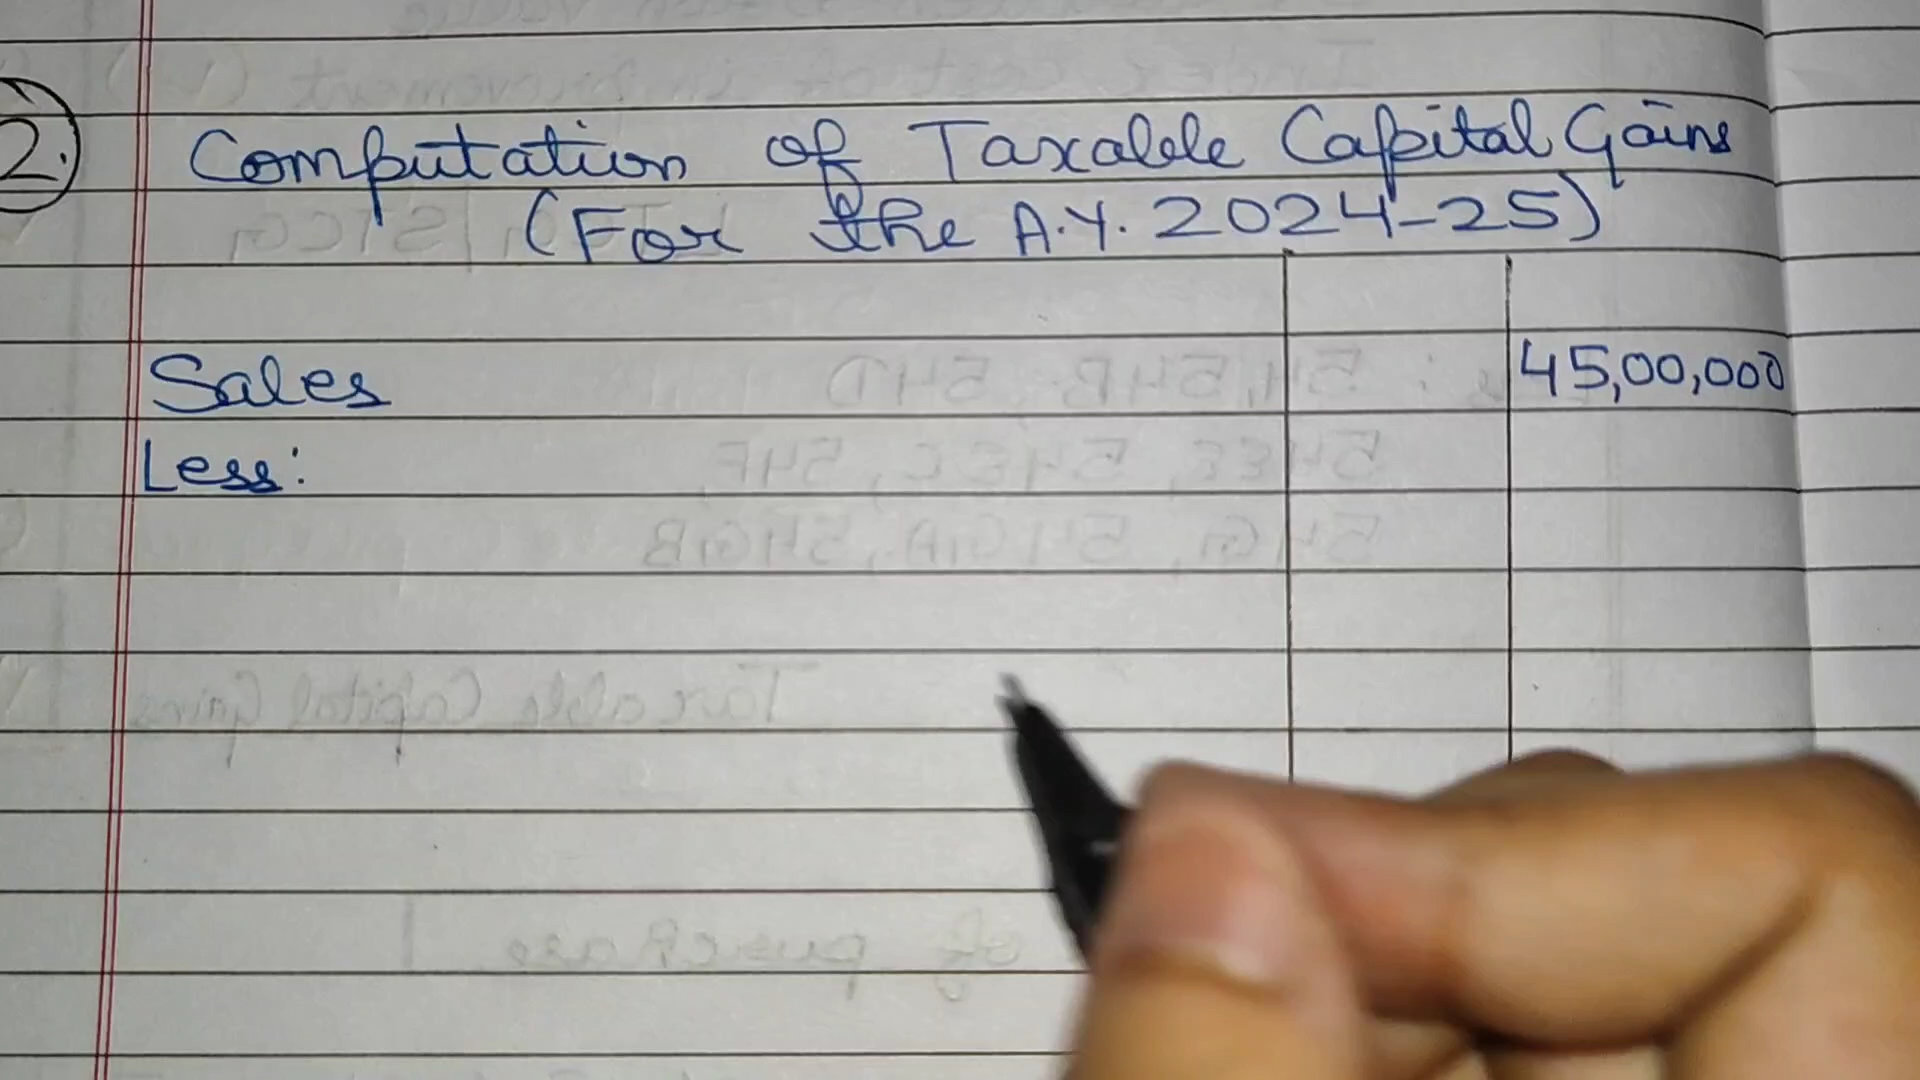 2. Computation of Taxable Capital Gains
(For the A.Y. 2024-25)
Sales 45,00,000
Less: